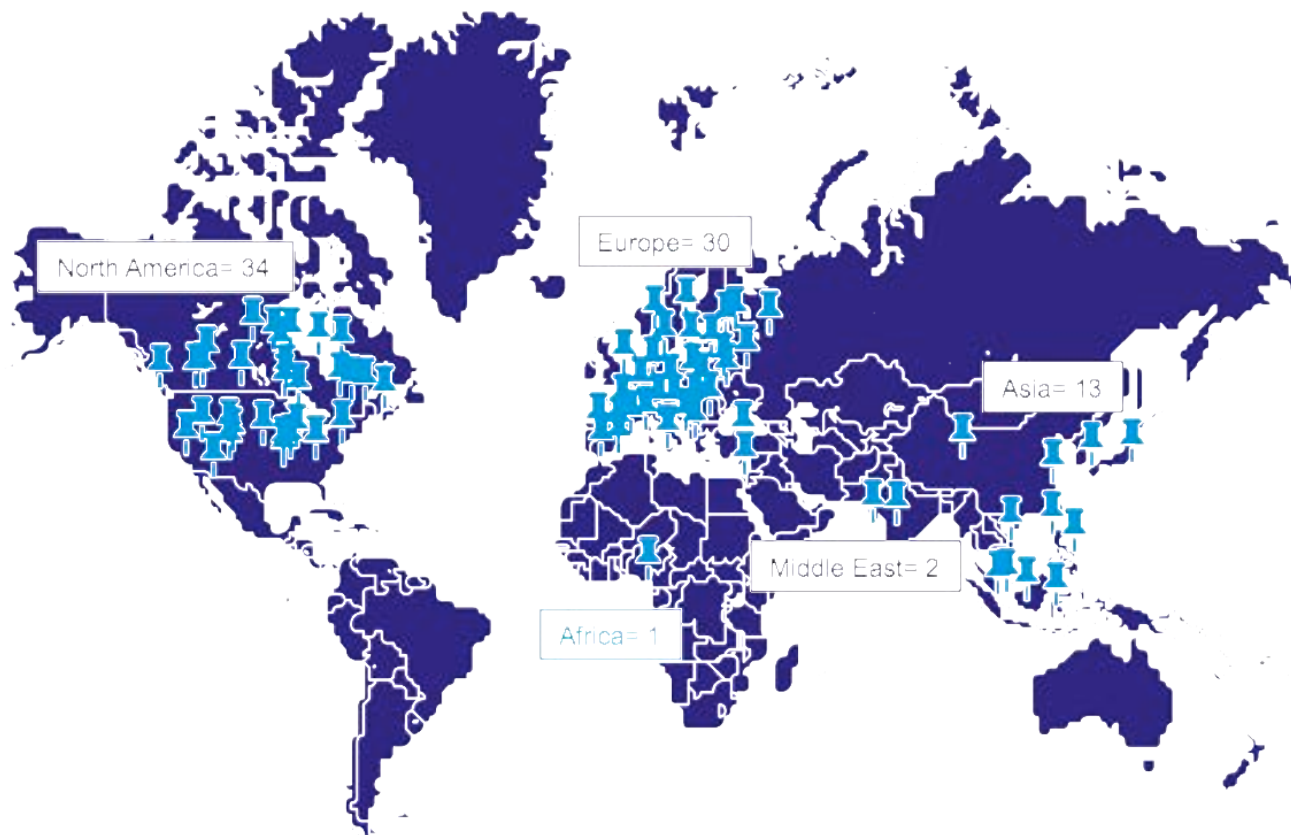 Europe= 30
North America= 34
Asia= 13
Middle East= 2
Africa= 1